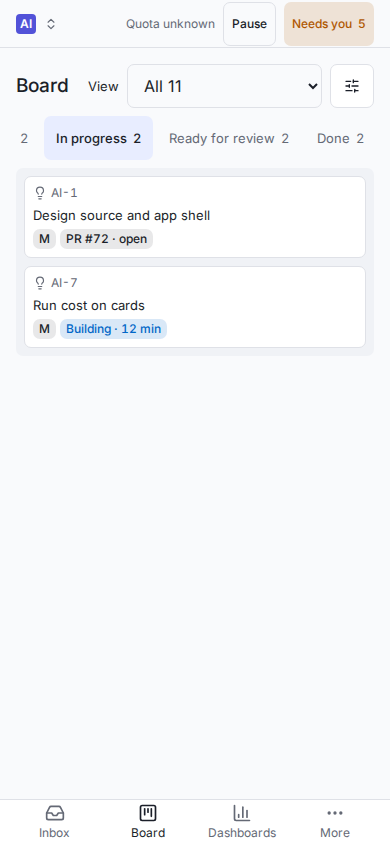 AI Quota unknown Pause Needs you 5
Board View All 11
2 In progress 2 Ready for review 2 Done 2
AI-1
Design source and app shell
M PR #72 · open
AI-7
Run cost on cards
M Building · 12 min
Inbox Board Dashboards More